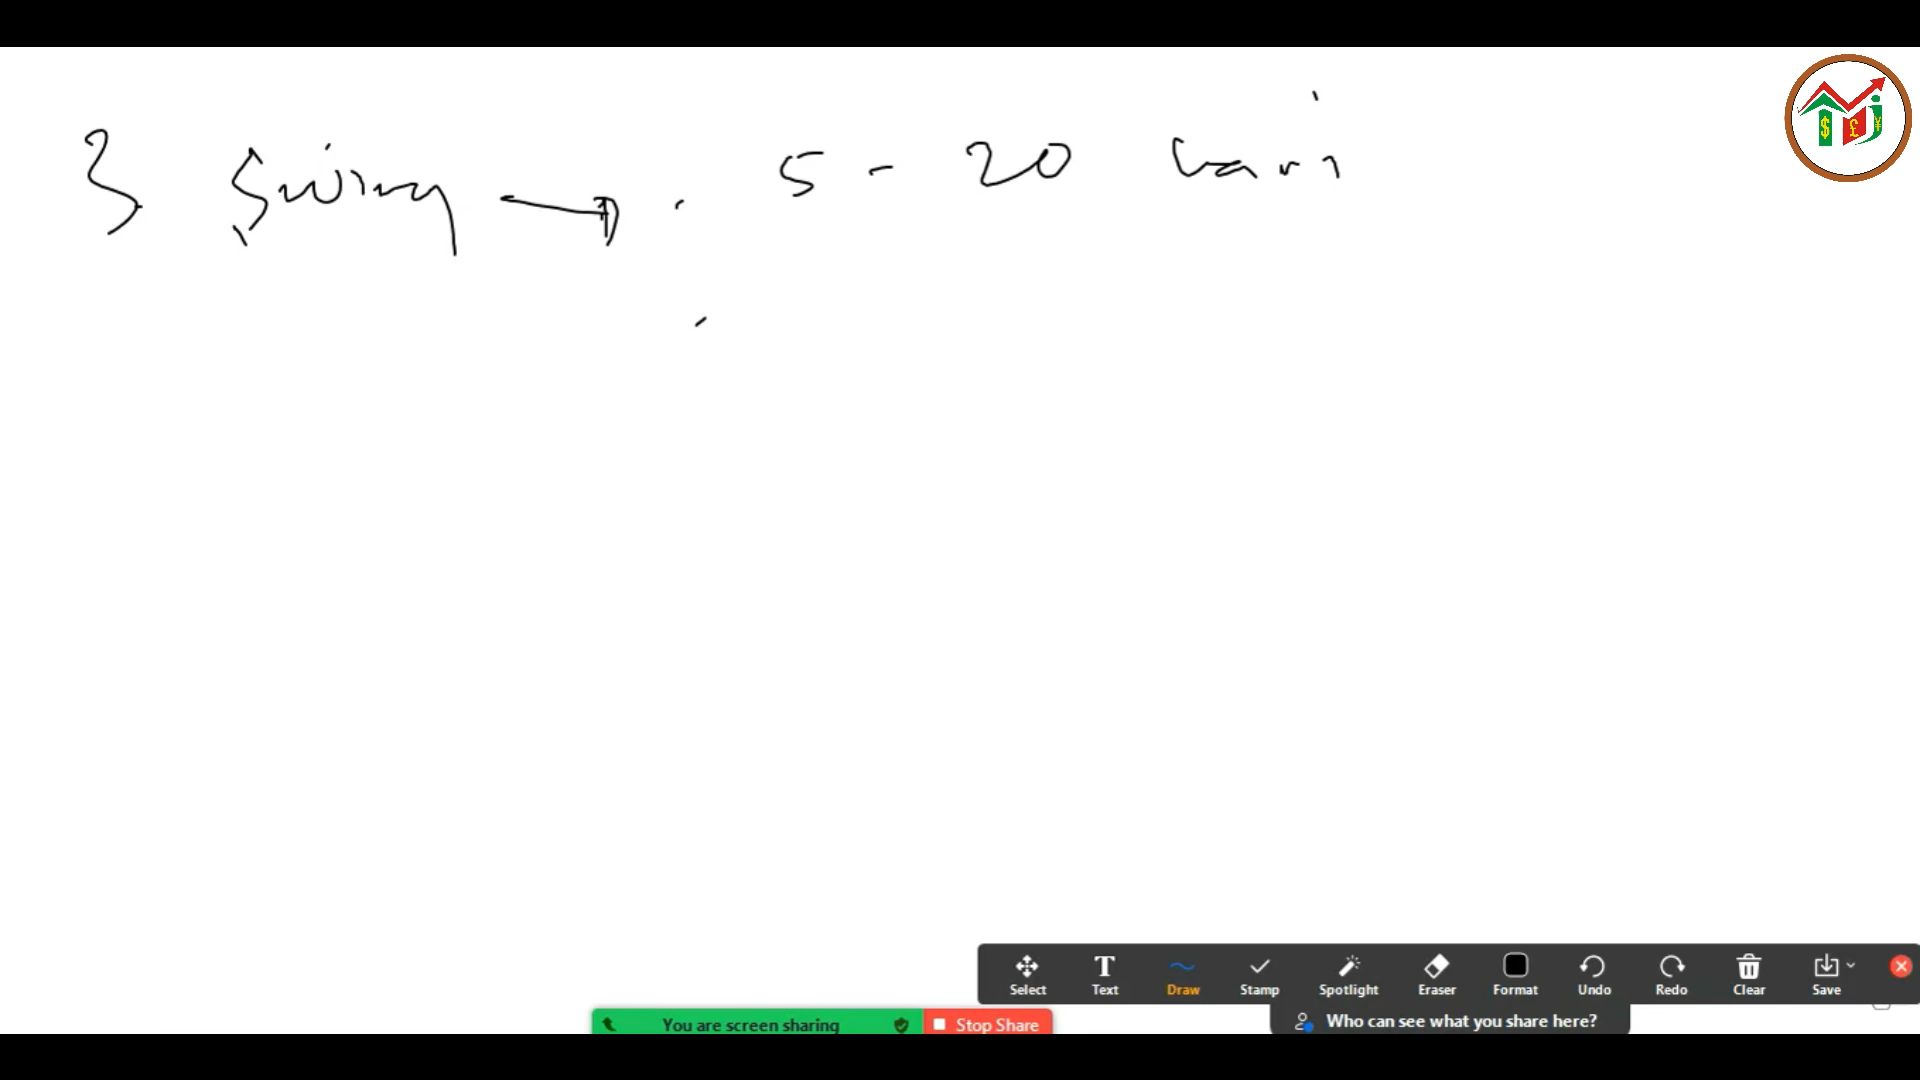 3 Swing → . 5 - 20 hari
Select Text Draw Stamp Spotlight Eraser Format Undo Redo Clear Save
You are screen sharing Stop Share Who can see what you share here?